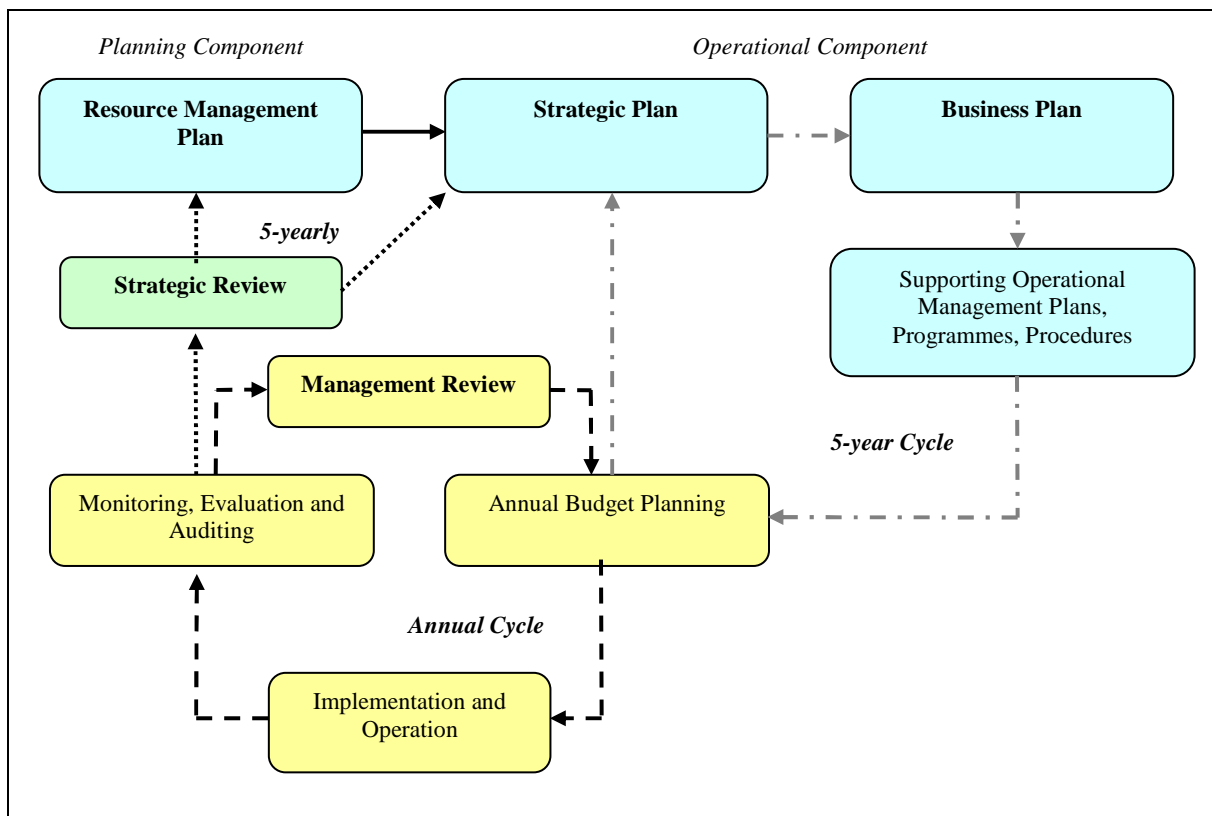 Planning Component
Operational Component
Resource Management
Plan
Strategic Plan
Business Plan
5-yearly
Strategic Review
Supporting Operational
Management Plans,
Programmes, Procedures
Management Review
5-year Cycle
Monitoring, Evaluation and
Auditing
Annual Budget Planning
Annual Cycle
Implementation and
Operation